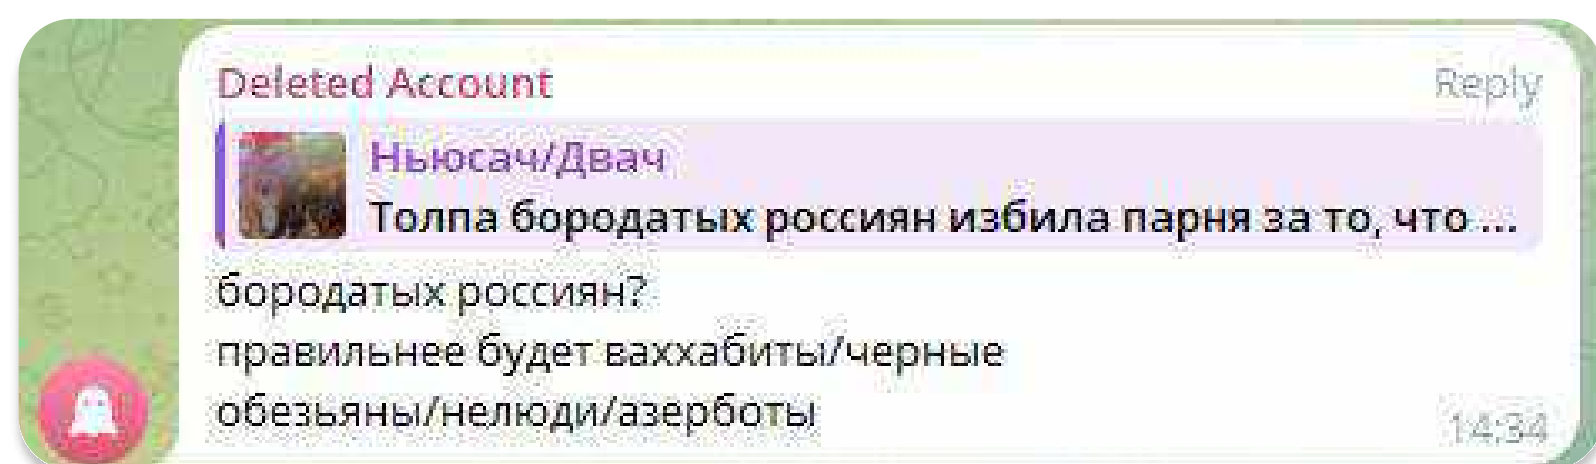 Deleted Account
Reply
Ньюсач/Двач
Толпа бородатых россиян избила парня за то, что ...
бородатых россиян?
правильнее будет ваххабиты/черные
обезьяны/нелюди/азерботы
14:34